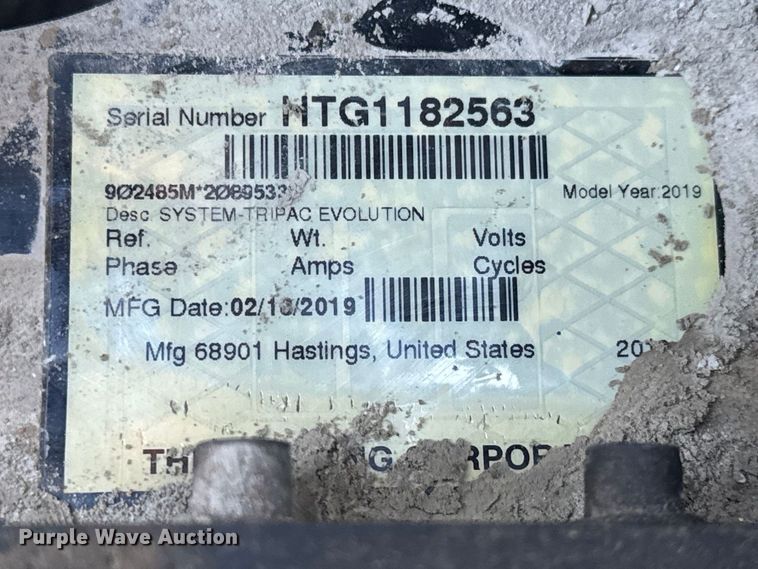 Serial Number HTG1182563
9Ø2485M*2Ø89533
Model Year:2019
Desc SYSTEM-TRIPAC EVOLUTION
Ref. Wt. Volts
Phase Amps Cycles
MFG Date:02/18/2019
Mfg 68901 Hastings, United States
Purple Wave Auction